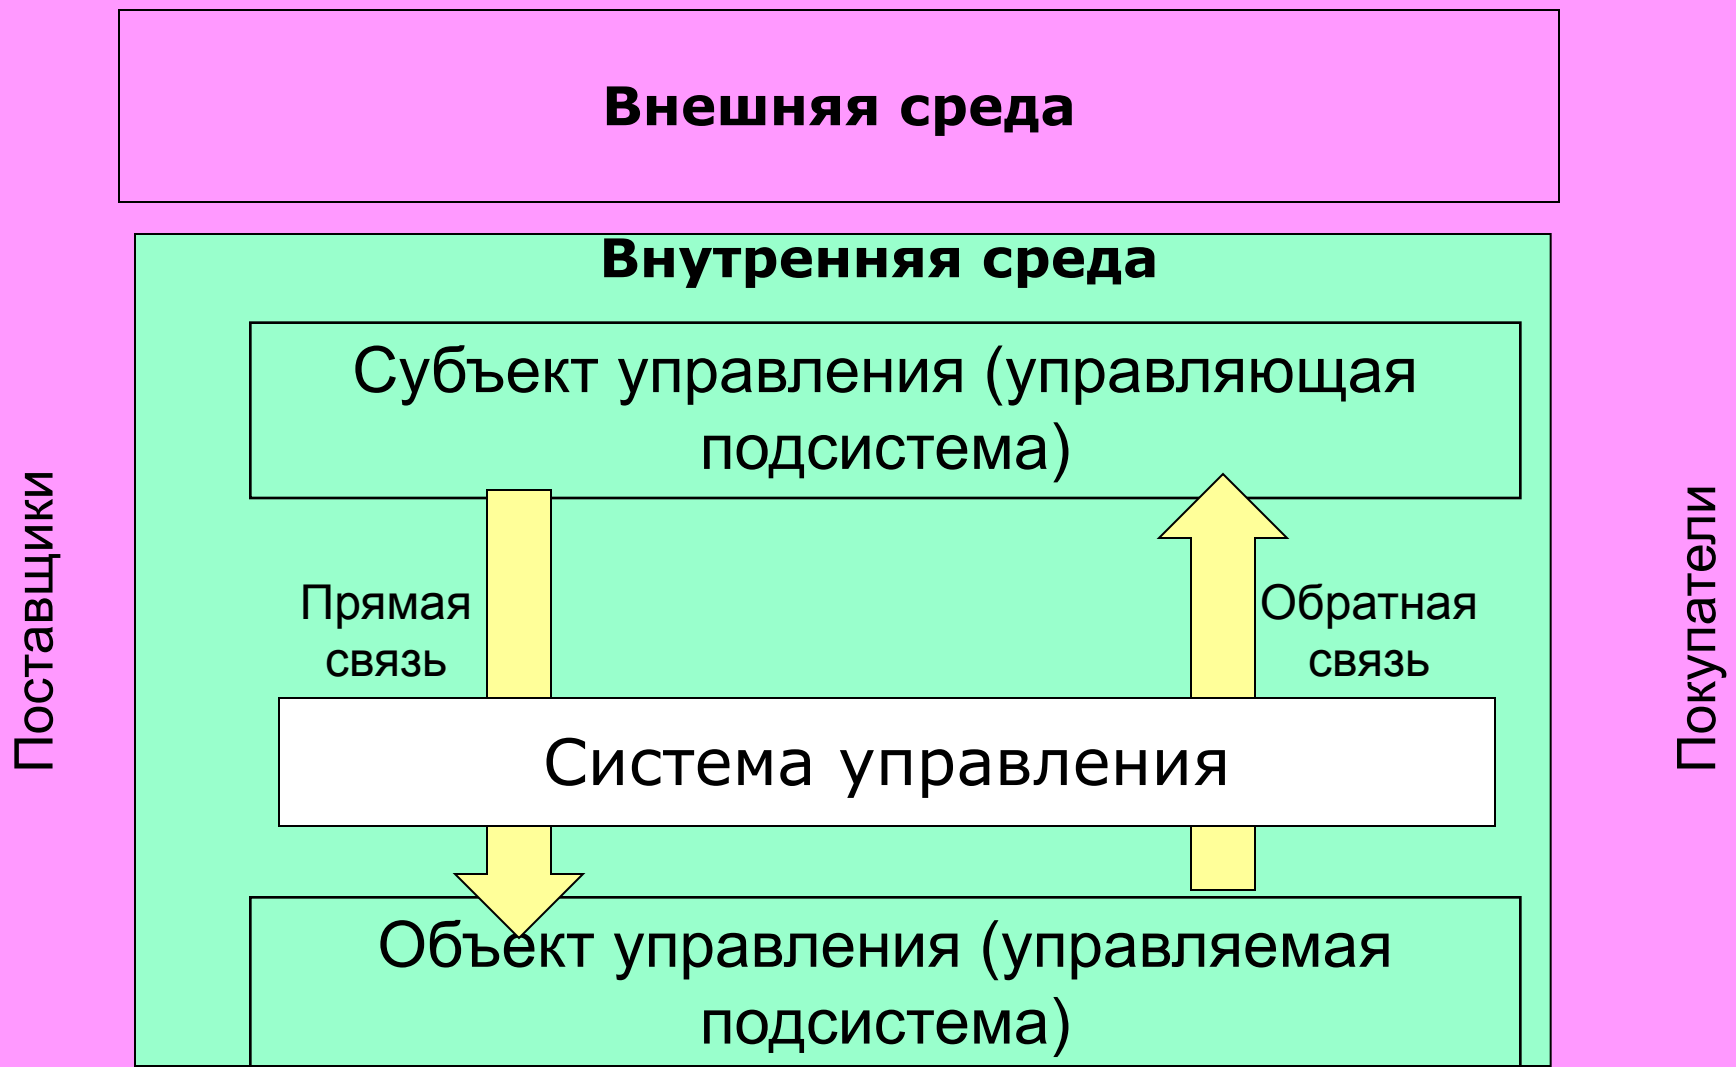 Внешняя среда
Внутренняя среда
Субъект управления (управляющая
подсистема)
Поставщики
Прямая
связь
Обратная
связь
Покупатели
Система управления
Объект управления (управляемая
подсистема)